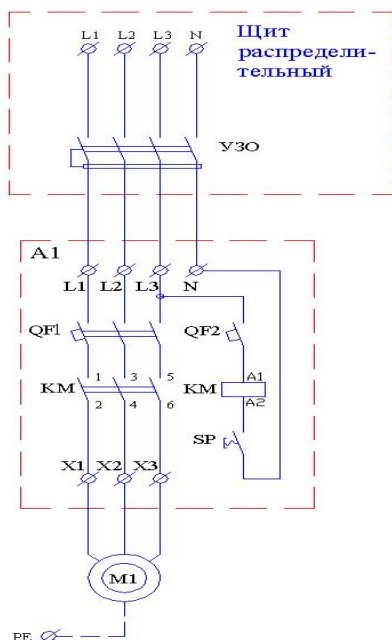 L1 L2 L3 N
Щит
распредели-
тельный
УЗО
A1
L1 L2 L3 N
QF1 QF2
KM 1 3 5 KM A1
2 4 6 A2
SP
X1 X2 X3
M1
PE